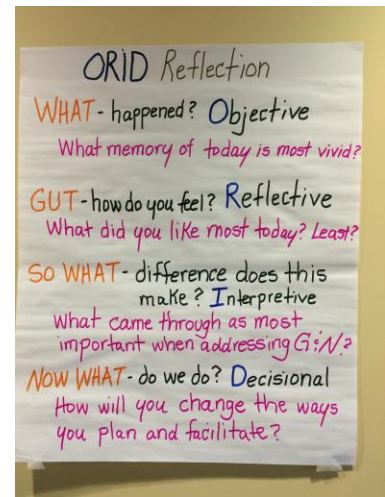 ORID Reflection
WHAT - happened? Objective
What memory of today is most vivid?
GUT - how do you feel? Reflective
What did you like most today? Least?
SO WHAT - difference does this
make? Interpretive
What came through as most
important when addressing G&N?
NOW WHAT - do we do? Decisional
How will you change the ways
you plan and facilitate?